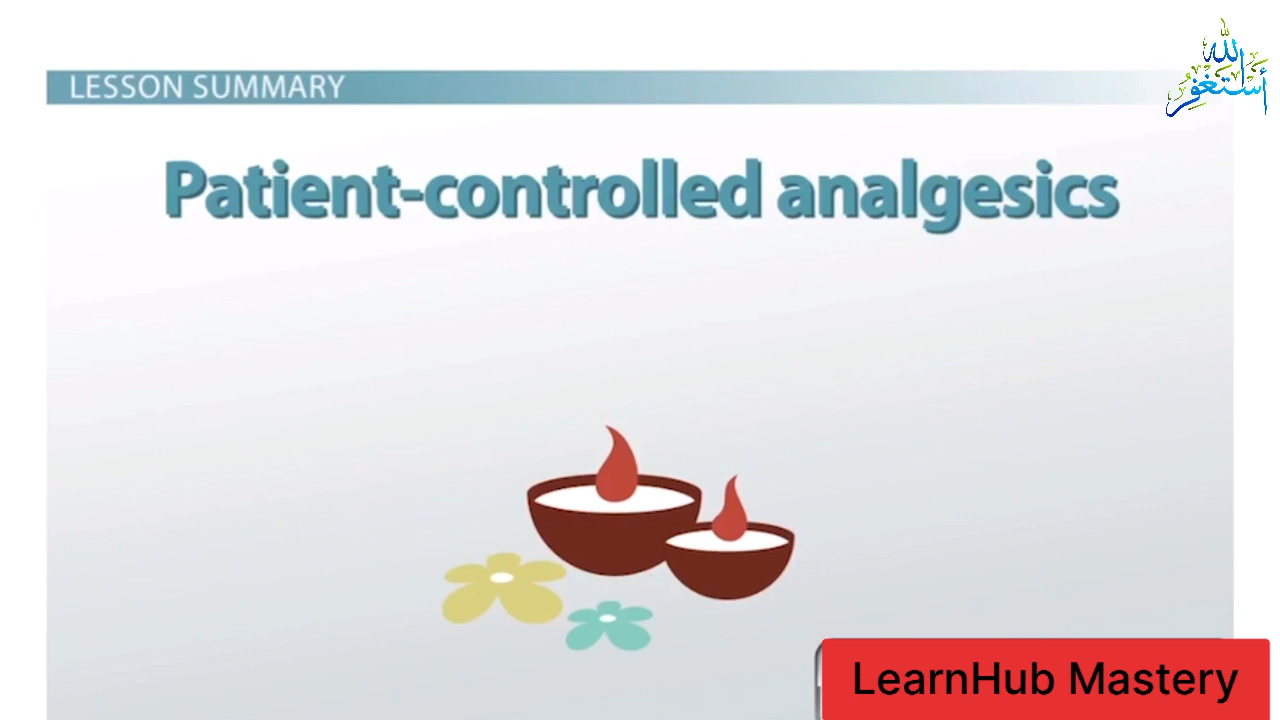 أستغفر الله
LESSON SUMMARY
Patient-controlled analgesics
LearnHub Mastery